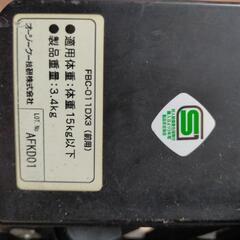 FBC-011DX3(前用)
●適用体重:体重15kg以下
●製品重量:3.4kg
オージーケー技研株式会社
LOT. No.
AFKD01
S